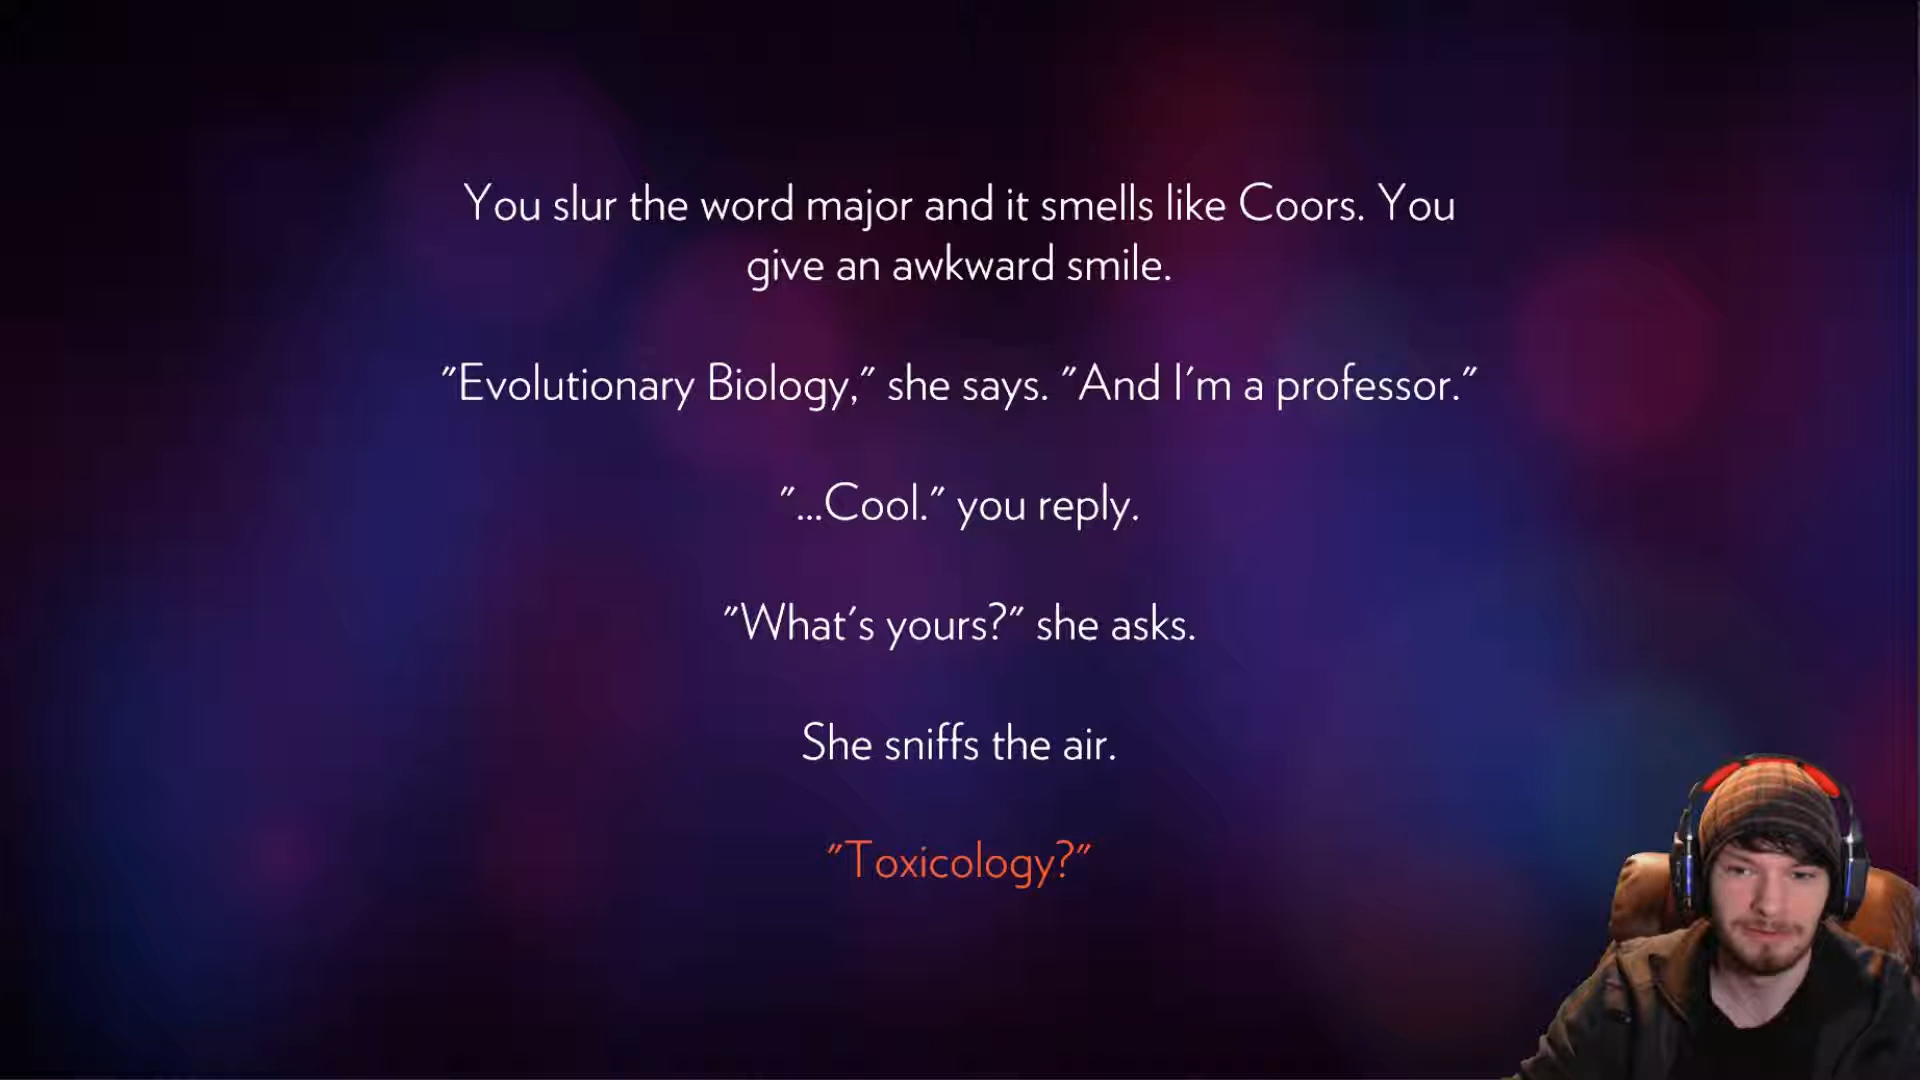 You slur the word major and it smells like Coors. You
give an awkward smile.
"Evolutionary Biology," she says. "And I'm a professor."
"...Cool." you reply.
"What's yours?" she asks.
She sniffs the air.
"Toxicology?"